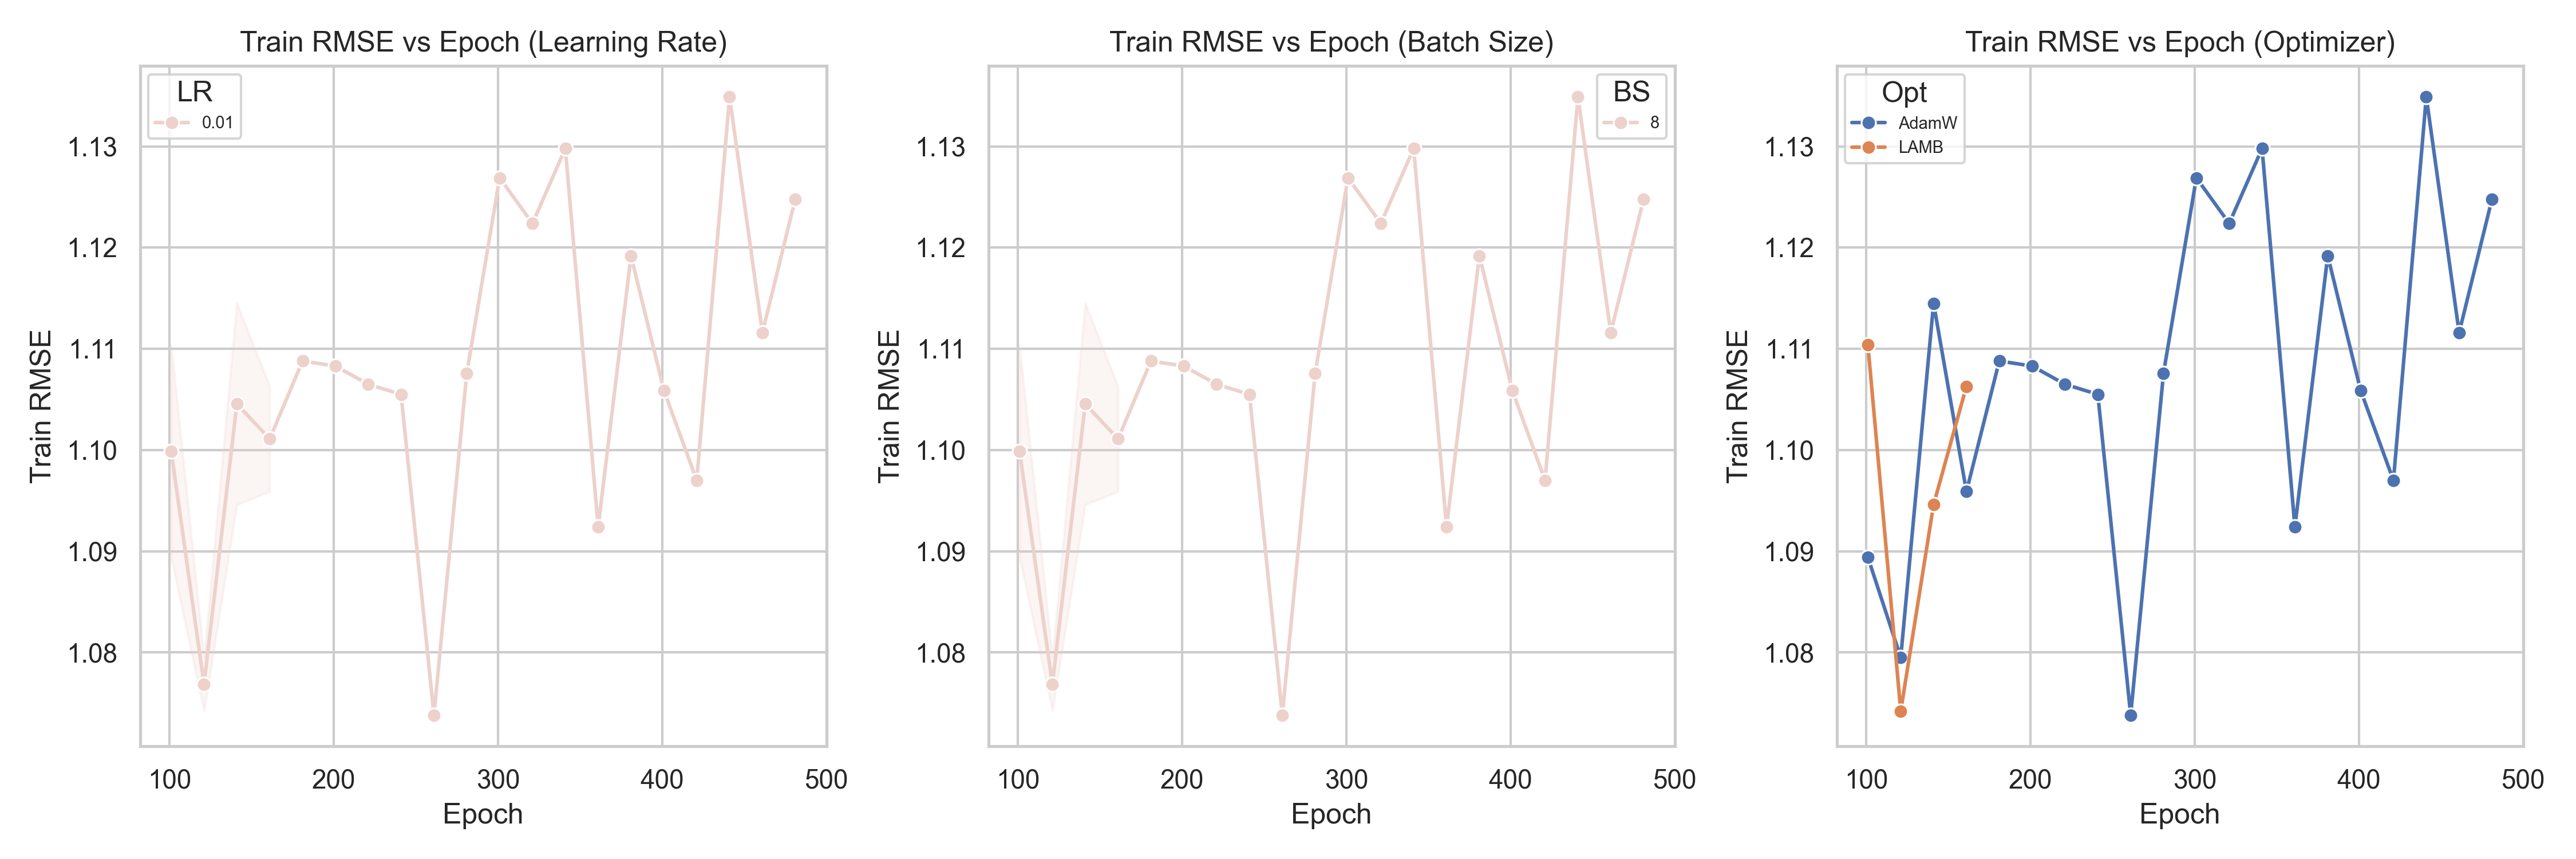 Train RMSE vs Epoch (Learning Rate)
LR
0.01
1.13
1.12
1.11
1.10
1.09
1.08
Train RMSE
100 200 300 400 500
Epoch
Train RMSE vs Epoch (Batch Size)
BS
8
1.13
1.12
1.11
1.10
1.09
1.08
Train RMSE
100 200 300 400 500
Epoch
Train RMSE vs Epoch (Optimizer)
Opt
AdamW
LAMB
1.13
1.12
1.11
1.10
1.09
1.08
Train RMSE
100 200 300 400 500
Epoch